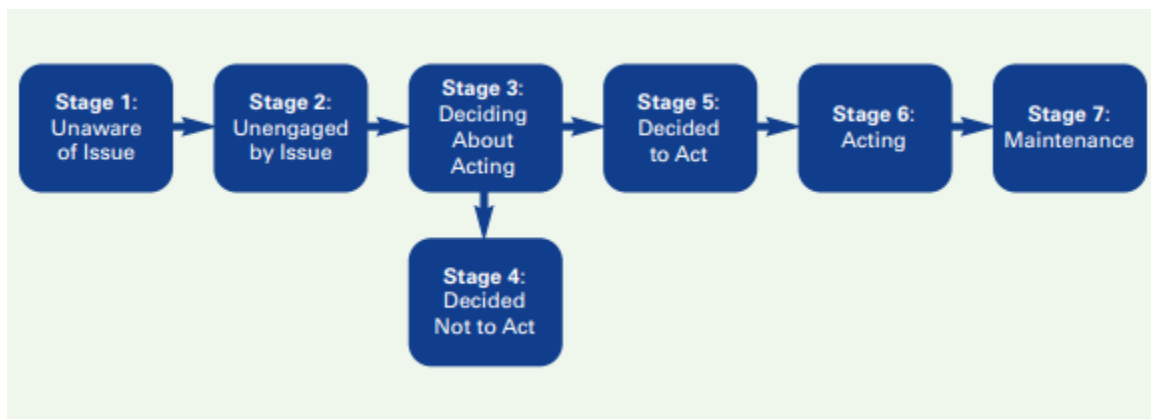 Stage 1:
Unaware
of Issue
Stage 2:
Unengaged
by Issue
Stage 3:
Deciding
About
Acting
Stage 5:
Decided
to Act
Stage 6:
Acting
Stage 7:
Maintenance
Stage 4:
Decided
Not to Act